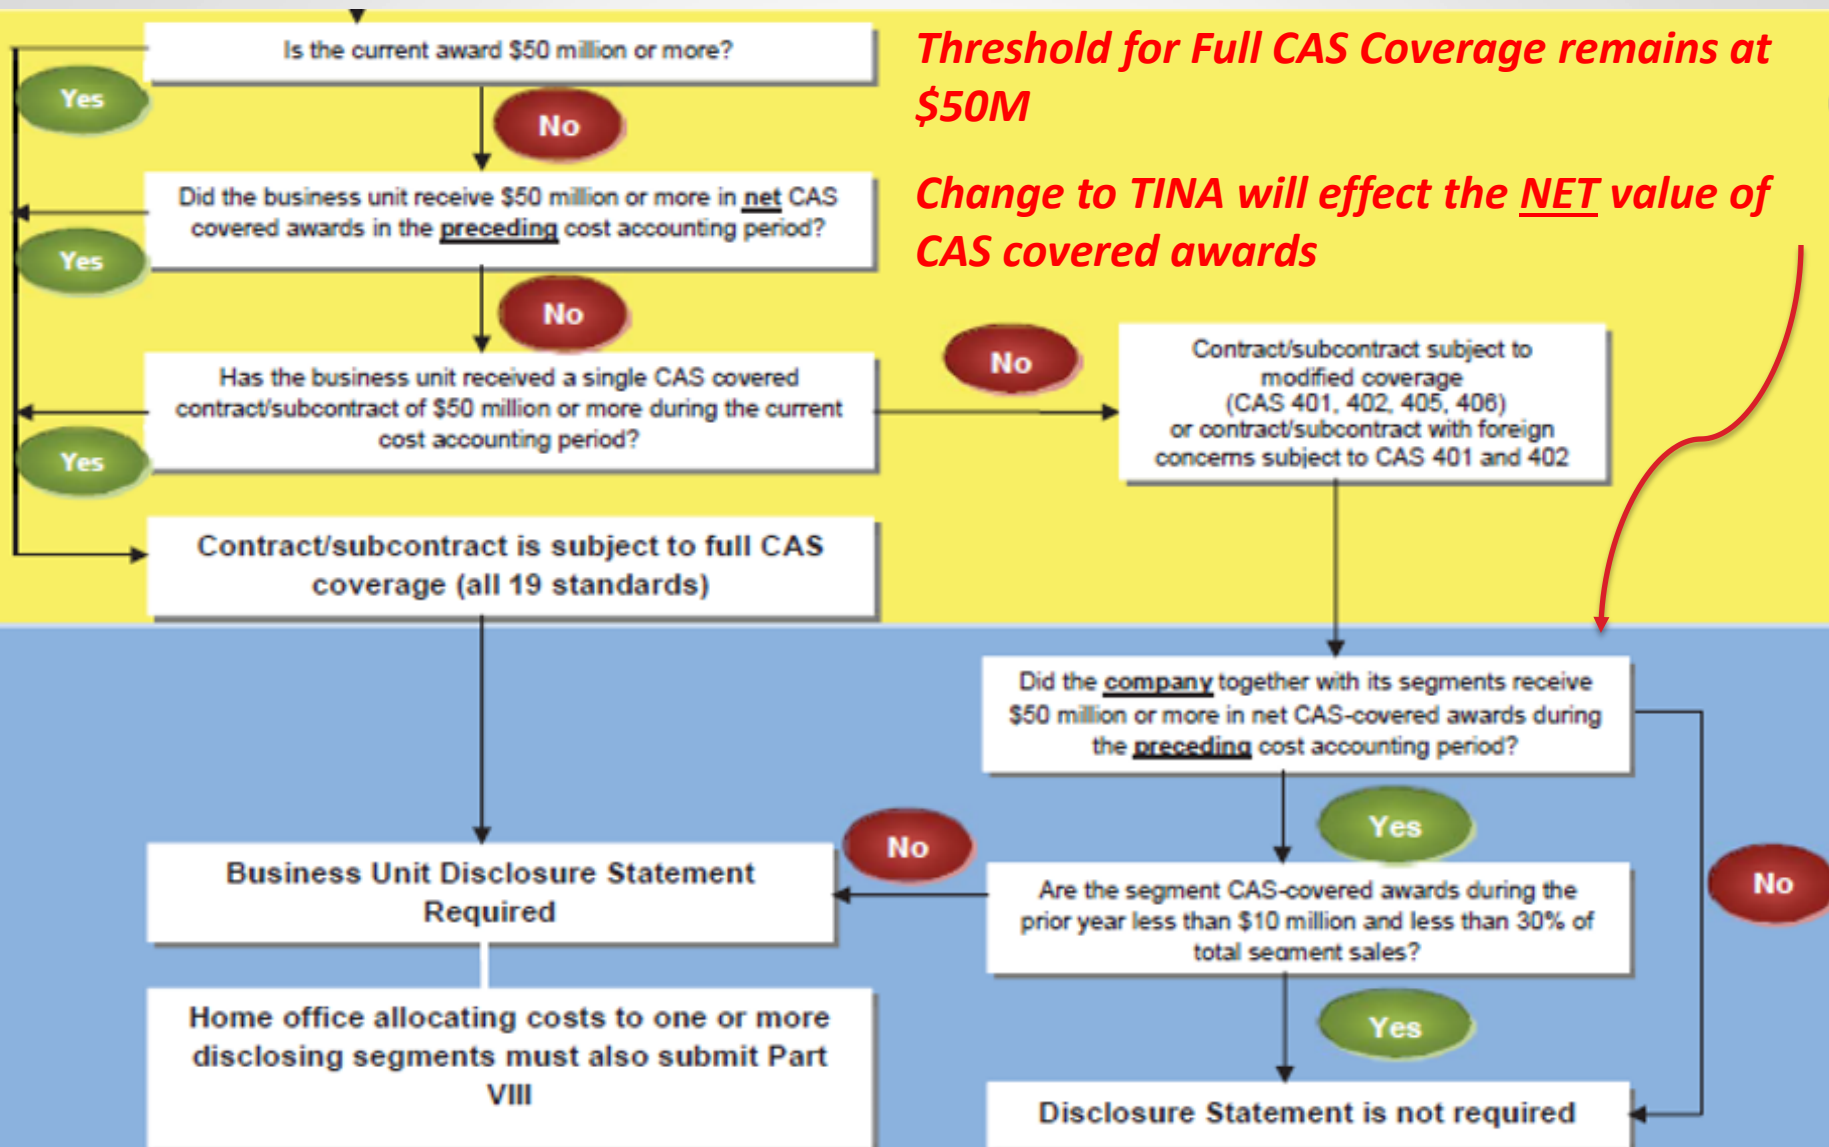 Is the current award $50 million or more?
Threshold for Full CAS Coverage remains at
$50M
Yes
No
Did the business unit receive $50 million or more in net CAS
covered awards in the preceding cost accounting period?
Change to TINA will effect the NET value of
CAS covered awards
Yes
No
Has the business unit received a single CAS covered
contract/subcontract of $50 million or more during the current
cost accounting period?
No
Contract/subcontract subject to
modified coverage
(CAS 401, 402, 405, 406)
or contract/subcontract with foreign
concerns subject to CAS 401 and 402
Yes
Contract/subcontract is subject to full CAS
coverage (all 19 standards)
Did the company together with its segments receive
$50 million or more in net CAS-covered awards during
the preceding cost accounting period?
Yes
No
No
Business Unit Disclosure Statement
Required
Are the segment CAS-covered awards during the
prior year less than $10 million and less than 30% of
total segment sales?
Yes
Home office allocating costs to one or more
disclosing segments must also submit Part
VIII
Disclosure Statement is not required